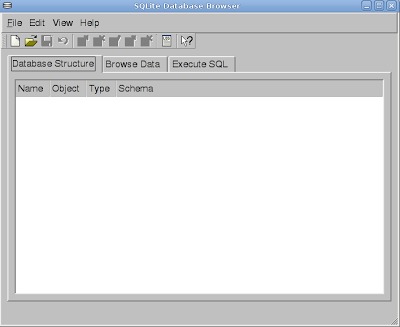 SQLite Database Browser
File Edit View Help
Database Structure Browse Data Execute SQL
Name Object Type Schema